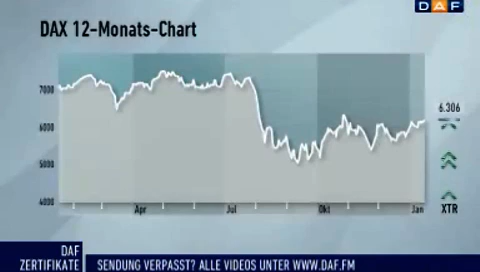 DAF
DAX 12-Monats-Chart
7000
6.306
6000
5000
4000
Apr
Jul
Okt
Jan
XTR
DAF
ZERTIFIKATE
SENDUNG VERPASST? ALLE VIDEOS UNTER WWW.DAF.FM